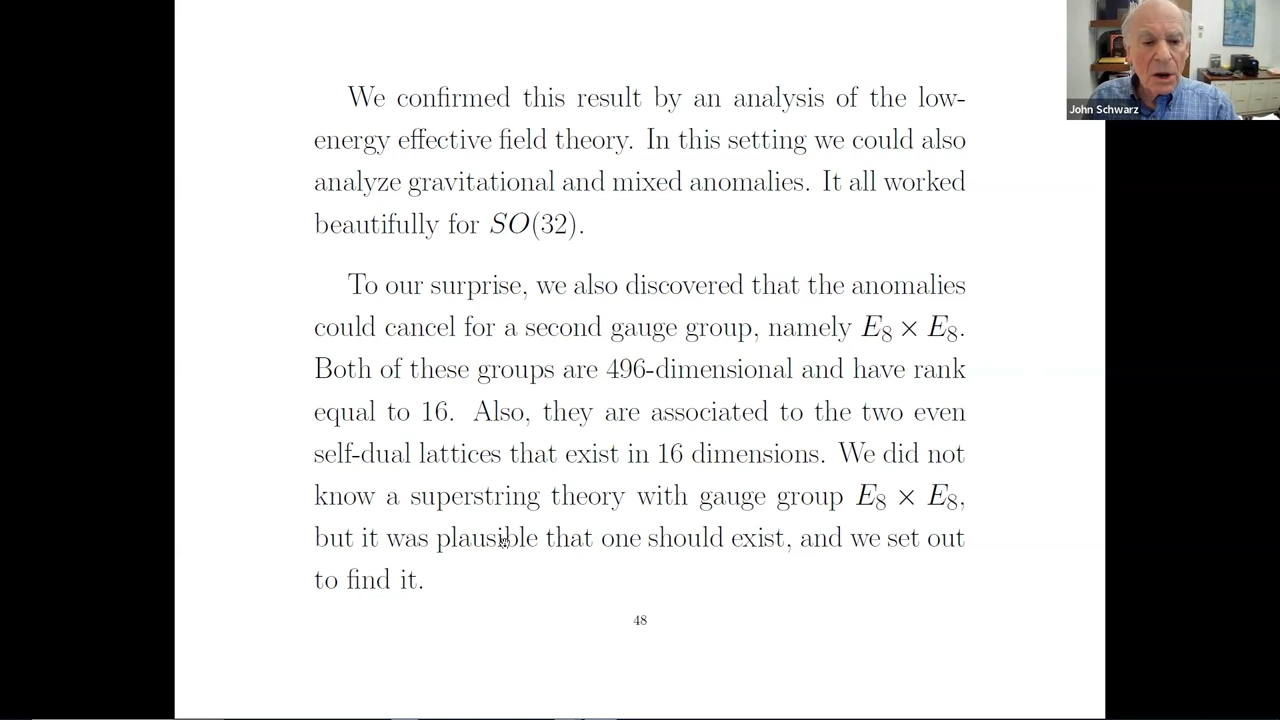 We confirmed this result by an analysis of the low-
energy effective field theory. In this setting we could also
analyze gravitational and mixed anomalies. It all worked
beautifully for SO(32).
To our surprise, we also discovered that the anomalies
could cancel for a second gauge group, namely E₈ × E₈.
Both of these groups are 496-dimensional and have rank
equal to 16. Also, they are associated to the two even
self-dual lattices that exist in 16 dimensions. We did not
know a superstring theory with gauge group E₈ × E₈,
but it was plausible that one should exist, and we set out
to find it.
48
John Schwarz